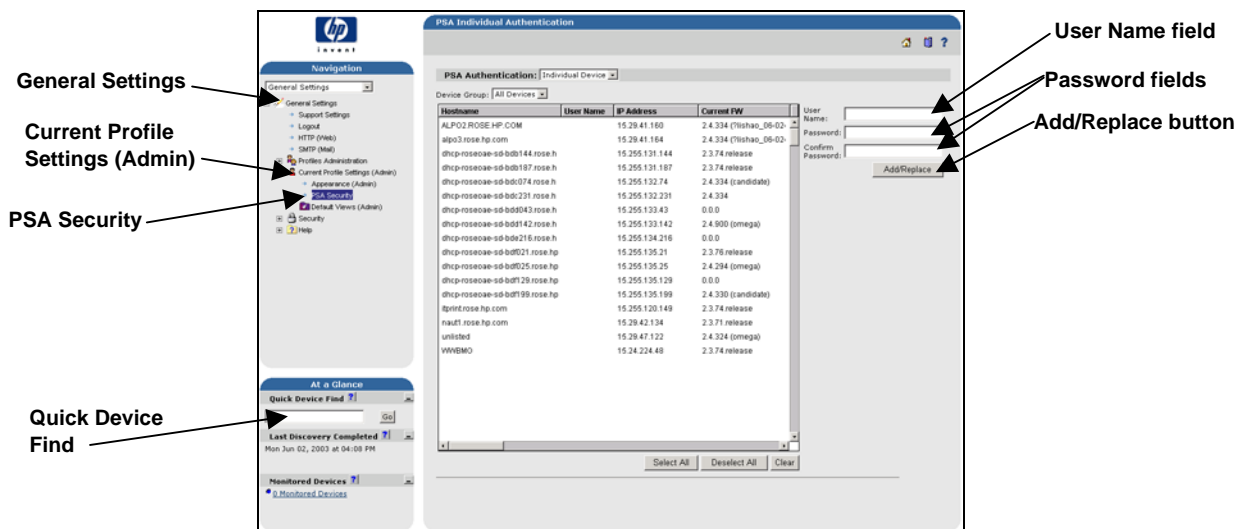 General Settings
Current Profile
Settings (Admin)
PSA Security
Quick Device
Find
hp
invent
Navigation
General Settings
General Settings
Support Settings
Logout
HTTP (Web)
SMTP (Mail)
Profiles Administration
Current Profile Settings (Admin)
Appearance (Admin)
PSA Security
Default Views (Admin)
Security
Help
At a Glance
Quick Device Find ?
Go
Last Discovery Completed ?
Mon Jun 02, 2003 at 04:08 PM
Monitored Devices ?
0 Monitored Devices
PSA Individual Authentication
?
PSA Authentication: Individual Device
Device Group: All Devices
Hostname User Name IP Address Current FW
ALPO2.ROSE.HP.COM 15.29.41.160 2.4.334 (?lishao_06-02-
alpo3.rose.hp.com 15.29.41.164 2.4.334 (?lishao_06-02-
dhcp-roseoae-sd-bdb144.rose.h 15.255.131.144 2.3.74.release
dhcp-roseoae-sd-bdb187.rose.h 15.255.131.187 2.3.74.release
dhcp-roseoae-sd-bdc074.rose.h 15.255.132.74 2.4.334 (candidate)
dhcp-roseoae-sd-bdc231.rose.h 15.255.132.231 2.4.334
dhcp-roseoae-sd-bdd043.rose.h 15.255.133.43 0.0.0
dhcp-roseoae-sd-bdd142.rose.h 15.255.133.142 2.4.900 (omega)
dhcp-roseoae-sd-bde216.rose.h 15.255.134.216 0.0.0
dhcp-roseoae-sd-bdf021.rose.hp 15.255.135.21 2.3.76.release
dhcp-roseoae-sd-bdf025.rose.hp 15.255.135.25 2.4.294 (omega)
dhcp-roseoae-sd-bdf129.rose.hp 15.255.135.129 0.0.0
dhcp-roseoae-sd-bdf199.rose.hp 15.255.135.199 2.4.330 (candidate)
itprint.rose.hp.com 15.255.120.149 2.3.74.release
naut1.rose.hp.com 15.29.42.134 2.3.71.release
unlisted 15.29.47.122 2.4.324 (omega)
WWBMO 15.24.224.48 2.3.74.release
Select All Deselect All Clear
User
Name:
Password:
Confirm
Password:
Add/Replace
User Name field
Password fields
Add/Replace button